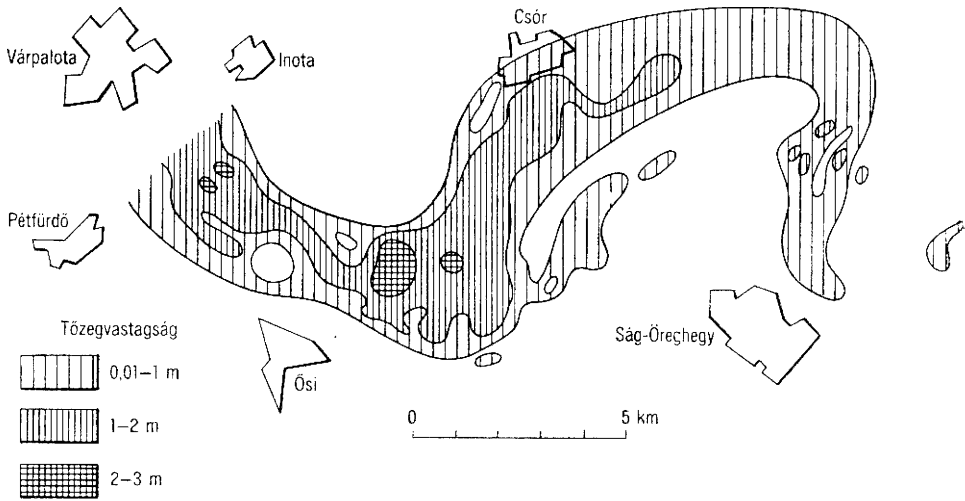 Csór
Várpalota
Inota
Pétfürdő
Tőzegvastagság
Ság-Öreghegy
0,01–1 m
Ősi
0 5 km
1–2 m
2–3 m